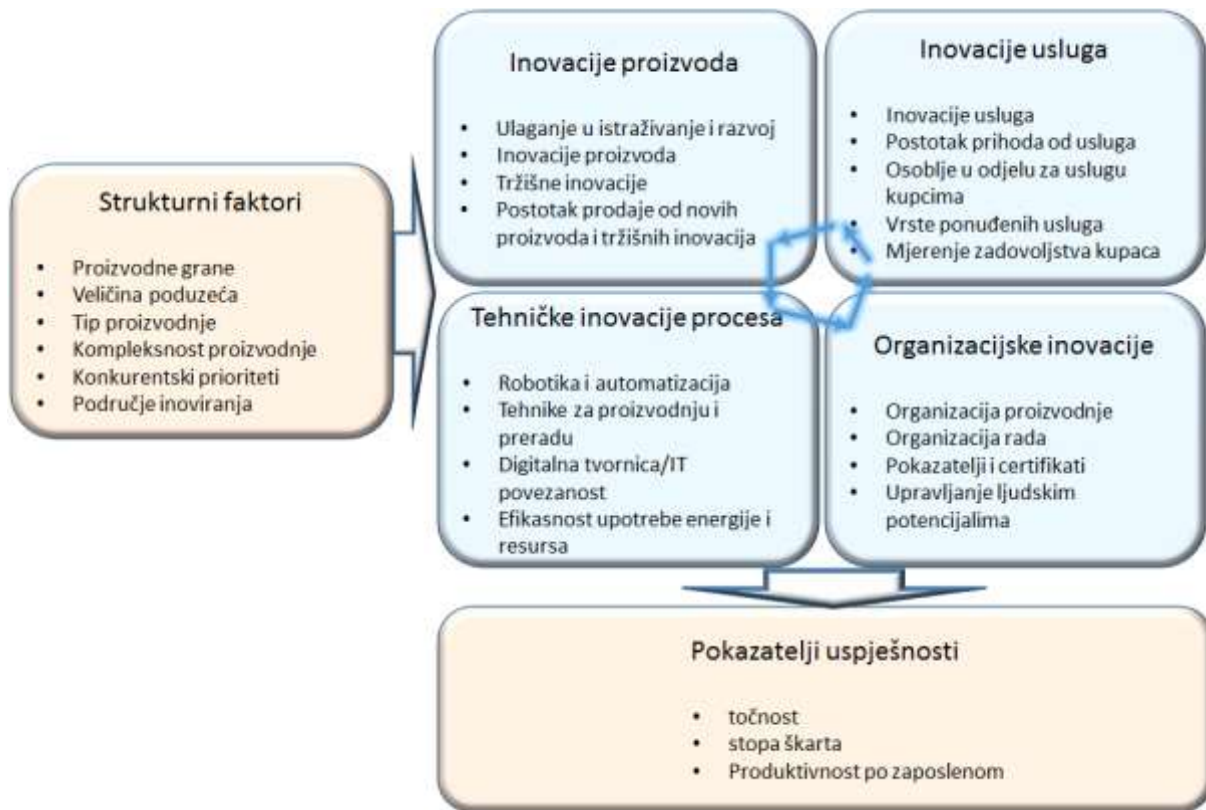 Strukturni faktori
• Proizvodne grane
• Veličina poduzeća
• Tip proizvodnje
• Kompleksnost proizvodnje
• Konkurentski prioriteti
• Područje inoviranja
Inovacije proizvoda
• Ulaganje u istraživanje i razvoj
• Inovacije proizvoda
• Tržišne inovacije
• Postotak prodaje od novih
proizvoda i tržišnih inovacija
Inovacije usluga
• Inovacije usluga
• Postotak prihoda od usluga
• Osoblje u odjelu za uslugu
kupcima
• Vrste ponuđenih usluga
• Mjerenje zadovoljstva kupaca
Tehničke inovacije procesa
• Robotika i automatizacija
• Tehnike za proizvodnju i
preradu
• Digitalna tvornica/IT
povezanost
• Efikasnost upotrebe energije i
resursa
Organizacijske inovacije
• Organizacija proizvodnje
• Organizacija rada
• Pokazatelji i certifikati
• Upravljanje ljudskim
potencijalima
Pokazatelji uspješnosti
• točnost
• stopa škarta
• Produktivnost po zaposlenom